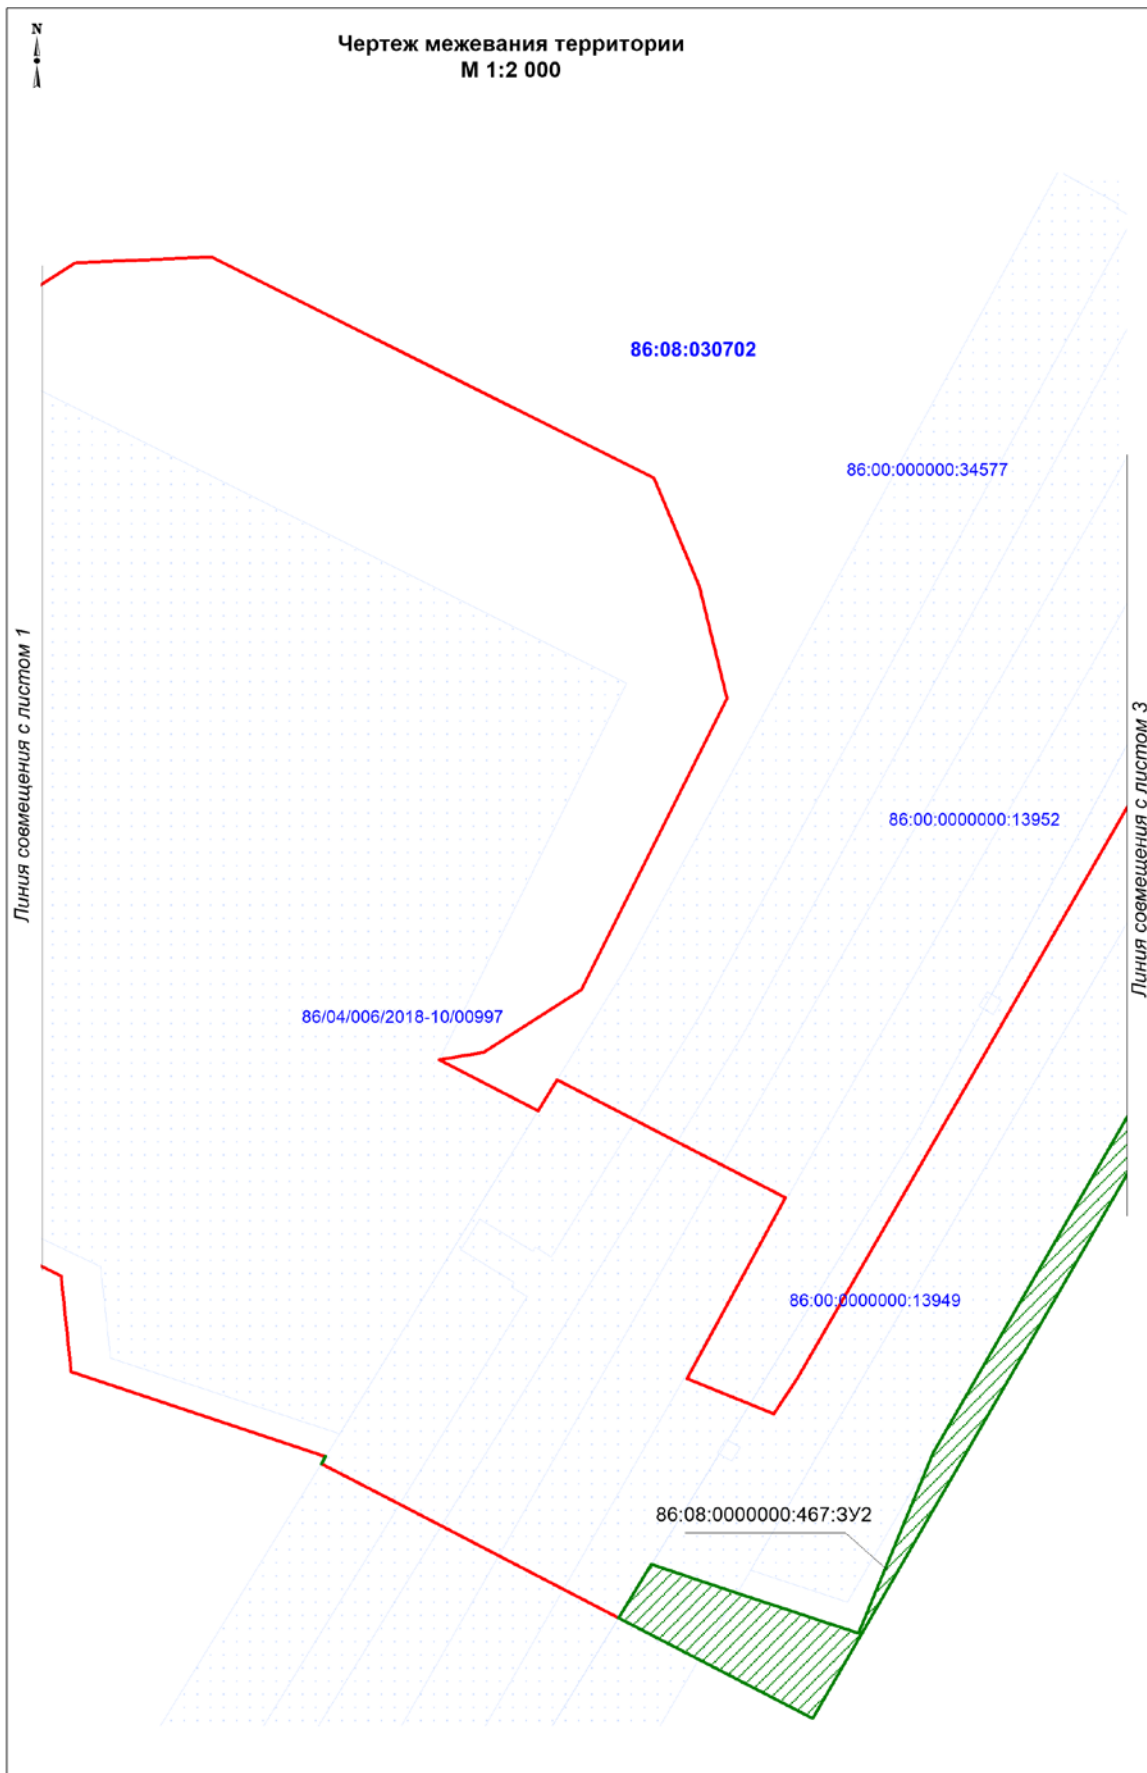 N
Чертеж межевания территории
М 1:2 000
86:08:030702
86:00:000000:34577
Линия совмещения с листом 1
Линия совмещения с листом 3
86:00:0000000:13952
86/04/006/2018-10/00997
86:00:0000000:13949
86:08:0000000:467:ЗУ2